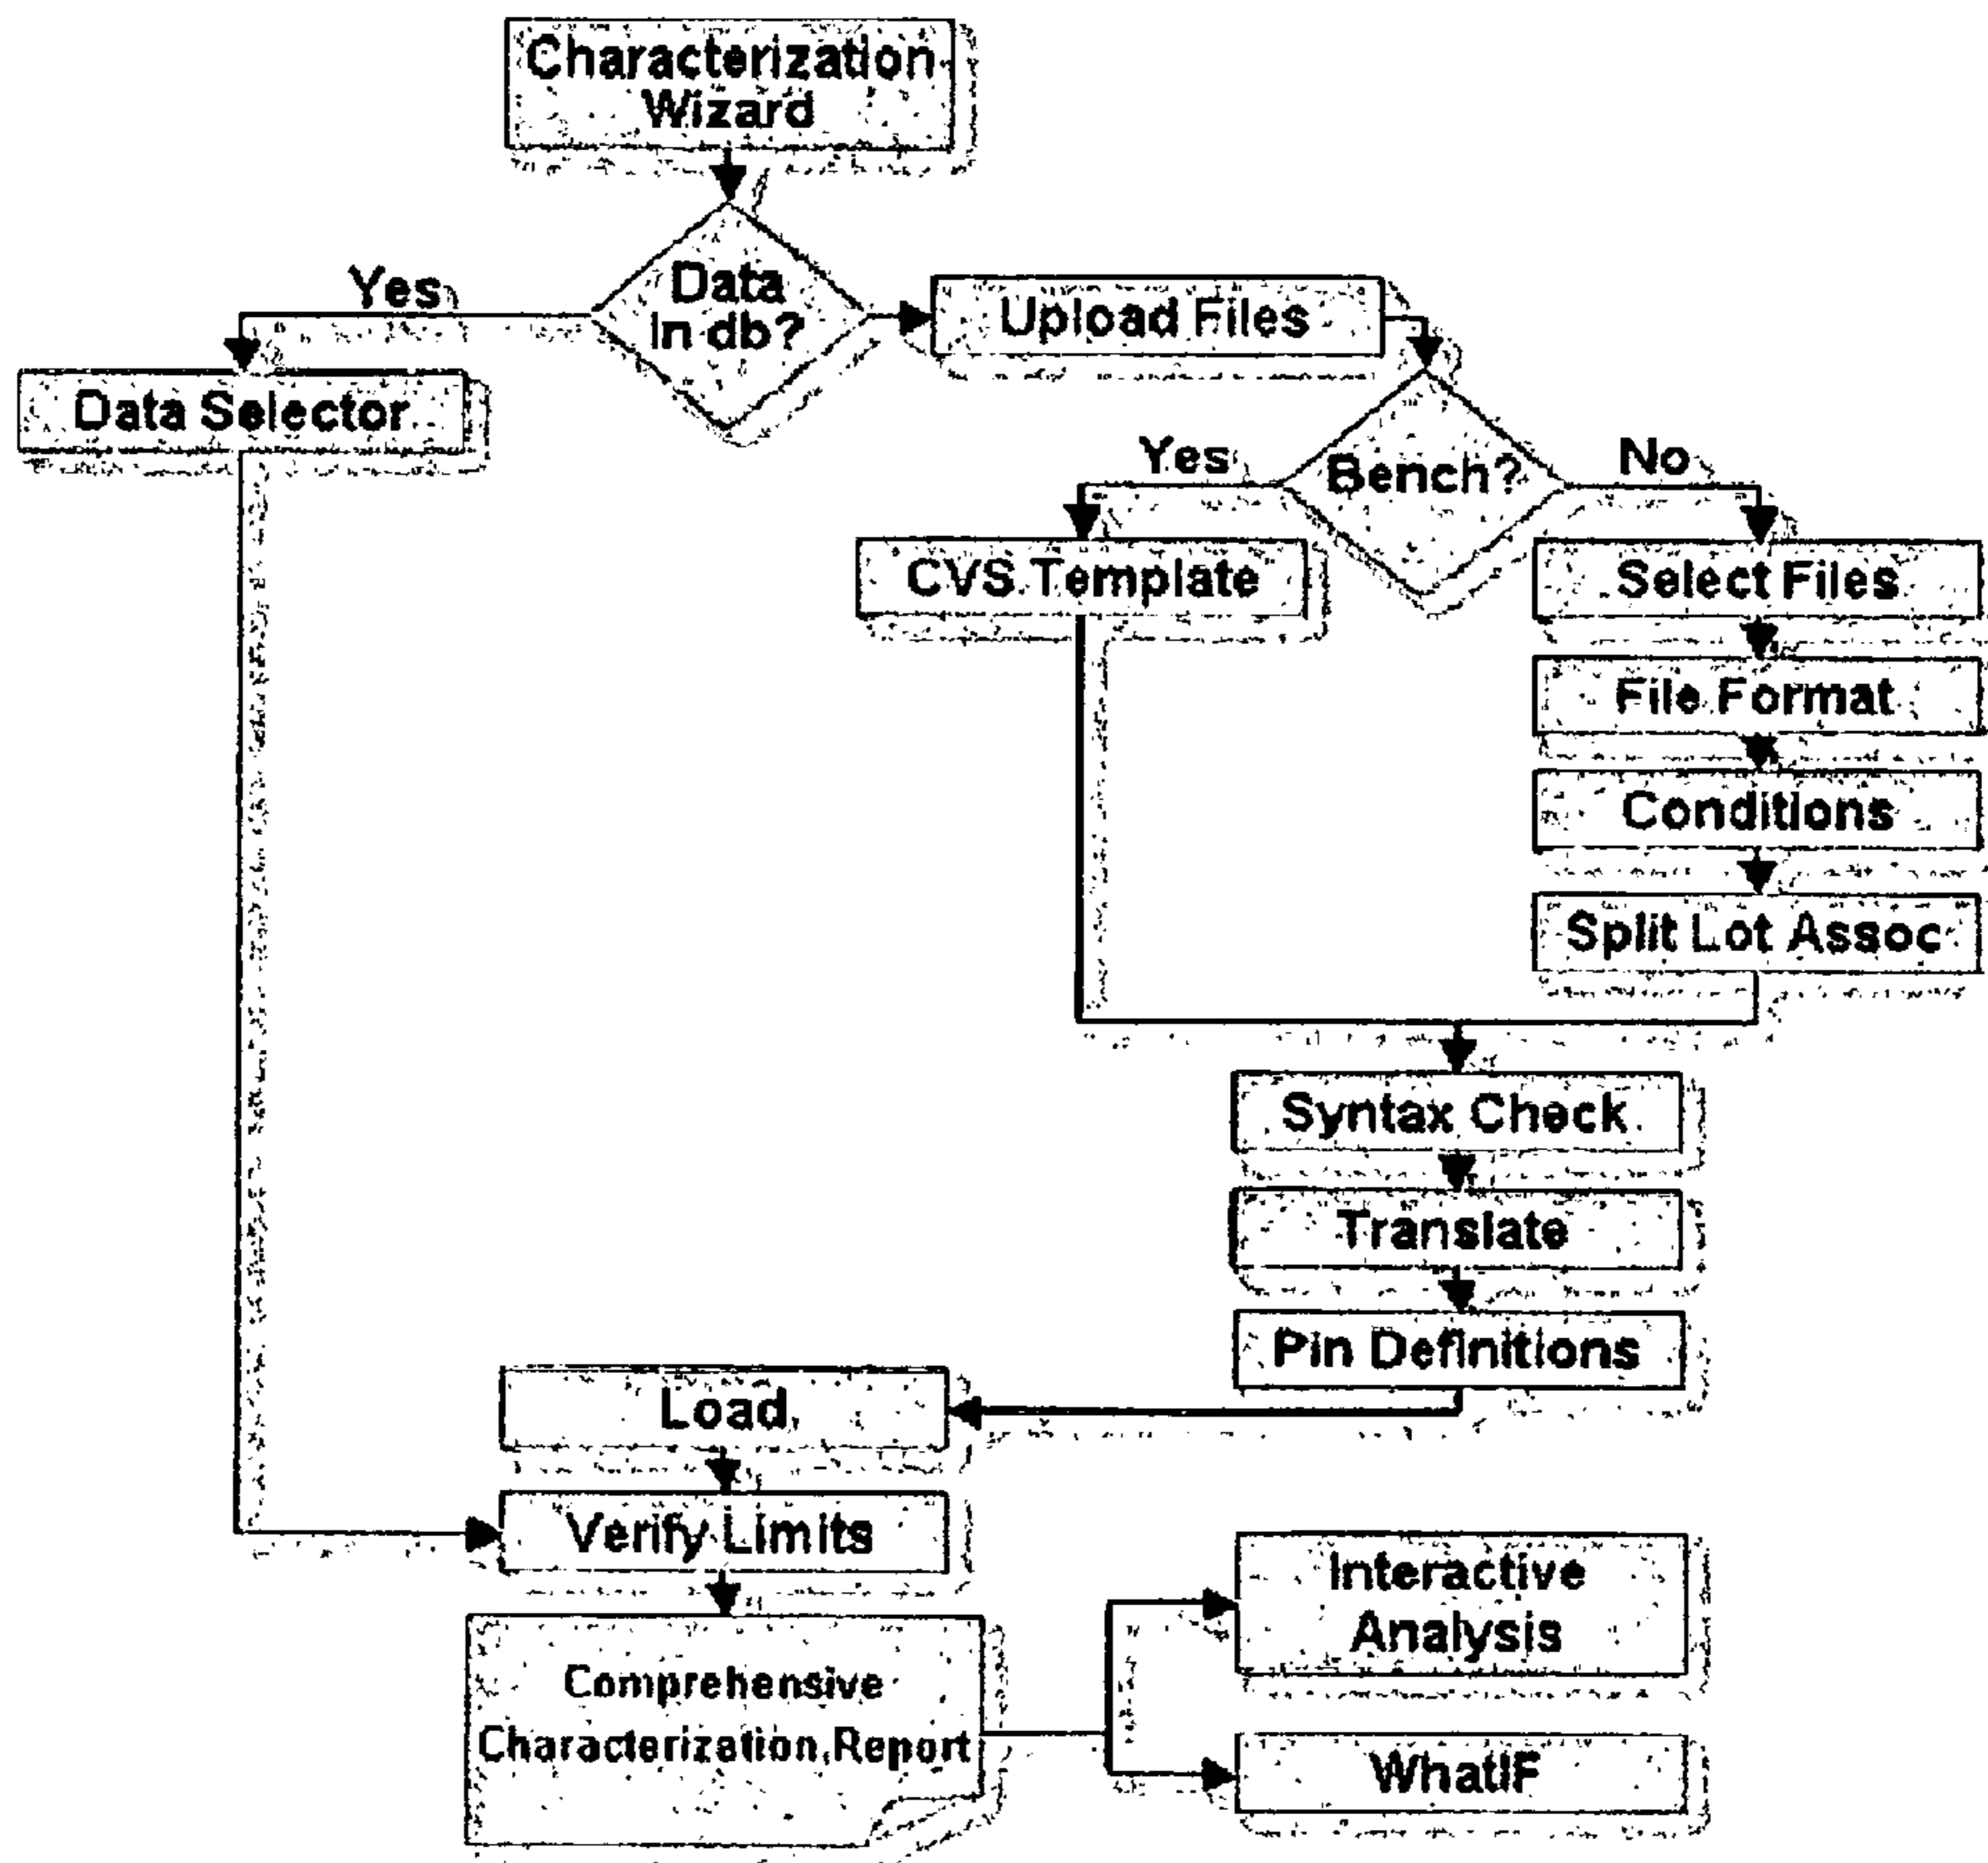 Characterization
Wizard
Data
in db?
Yes
Upload Files
Data Selector
Bench?
Yes
No
CVS Template
Select Files
File Format
Conditions
Split Lot Assoc
Syntax Check
Translate
Pin Definitions
Load
Verify Limits
Comprehensive
Characterization Report
Interactive
Analysis
WhatIF